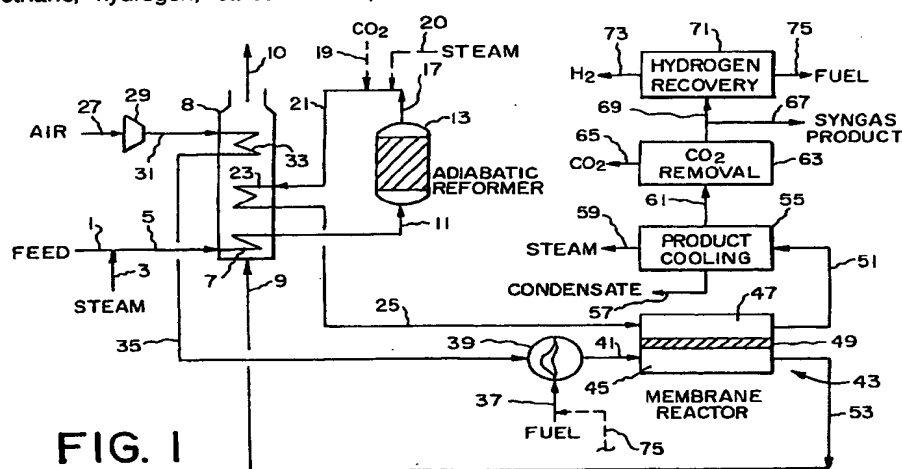 ethane, hydrogen,
10
CO2
19
20
STEAM
17
71
73
75
H2
HYDROGEN
RECOVERY
FUEL
27
29
8
21
13
69
67
AIR
31
33
SYNGAS
PRODUCT
65
CO2
CO2
REMOVAL
63
23
ADIABATIC
REFORMER
61
1
5
11
59
55
FEED
7
9
STEAM
PRODUCT
COOLING
3
STEAM
CONDENSATE
57
51
25
47
35
39
41
49
45
43
37
MEMBRANE
REACTOR
53
FUEL
75
FIG. 1